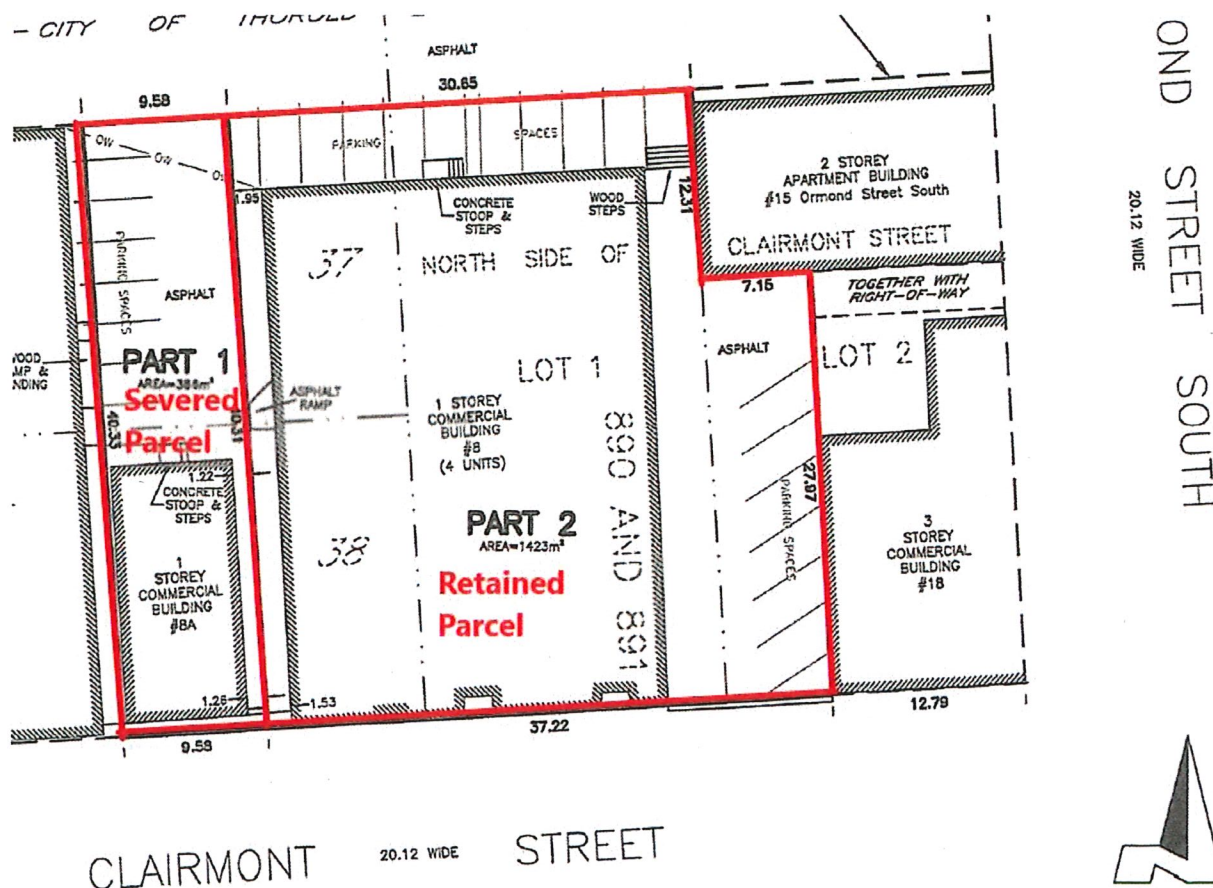 - CITY OF THOROLD -
ASPHALT
9.58
30.65
OW
OW
PARKING
SPACES
1.95
CONCRETE
STOOP &
STEPS
WOOD
STEPS
12.31
2 STOREY
APARTMENT BUILDING
#15 Ormond Street South
CLAIRMONT STREET
OND STREET SOUTH
20.12 WIDE
37
NORTH SIDE OF
7.15
TOGETHER WITH
RIGHT-OF-WAY
PARKING SPACES
ASPHALT
ASPHALT
LOT 2
PART 1
AREA=386m²
Severed
Parcel
40.33
ASPHALT
RAMP
LOT 1
1 STOREY
COMMERCIAL
BUILDING
#8
(4 UNITS)
890 AND 891
1.22
CONCRETE
STOOP &
STEPS
27.97
PARKING SPACES
PART 2
AREA=1423m²
Retained
Parcel
38
1
STOREY
COMMERCIAL
BUILDING
#8A
3
STOREY
COMMERCIAL
BUILDING
#18
1.26
1.53
9.58
37.22
12.79
CLAIRMONT STREET
20.12 WIDE